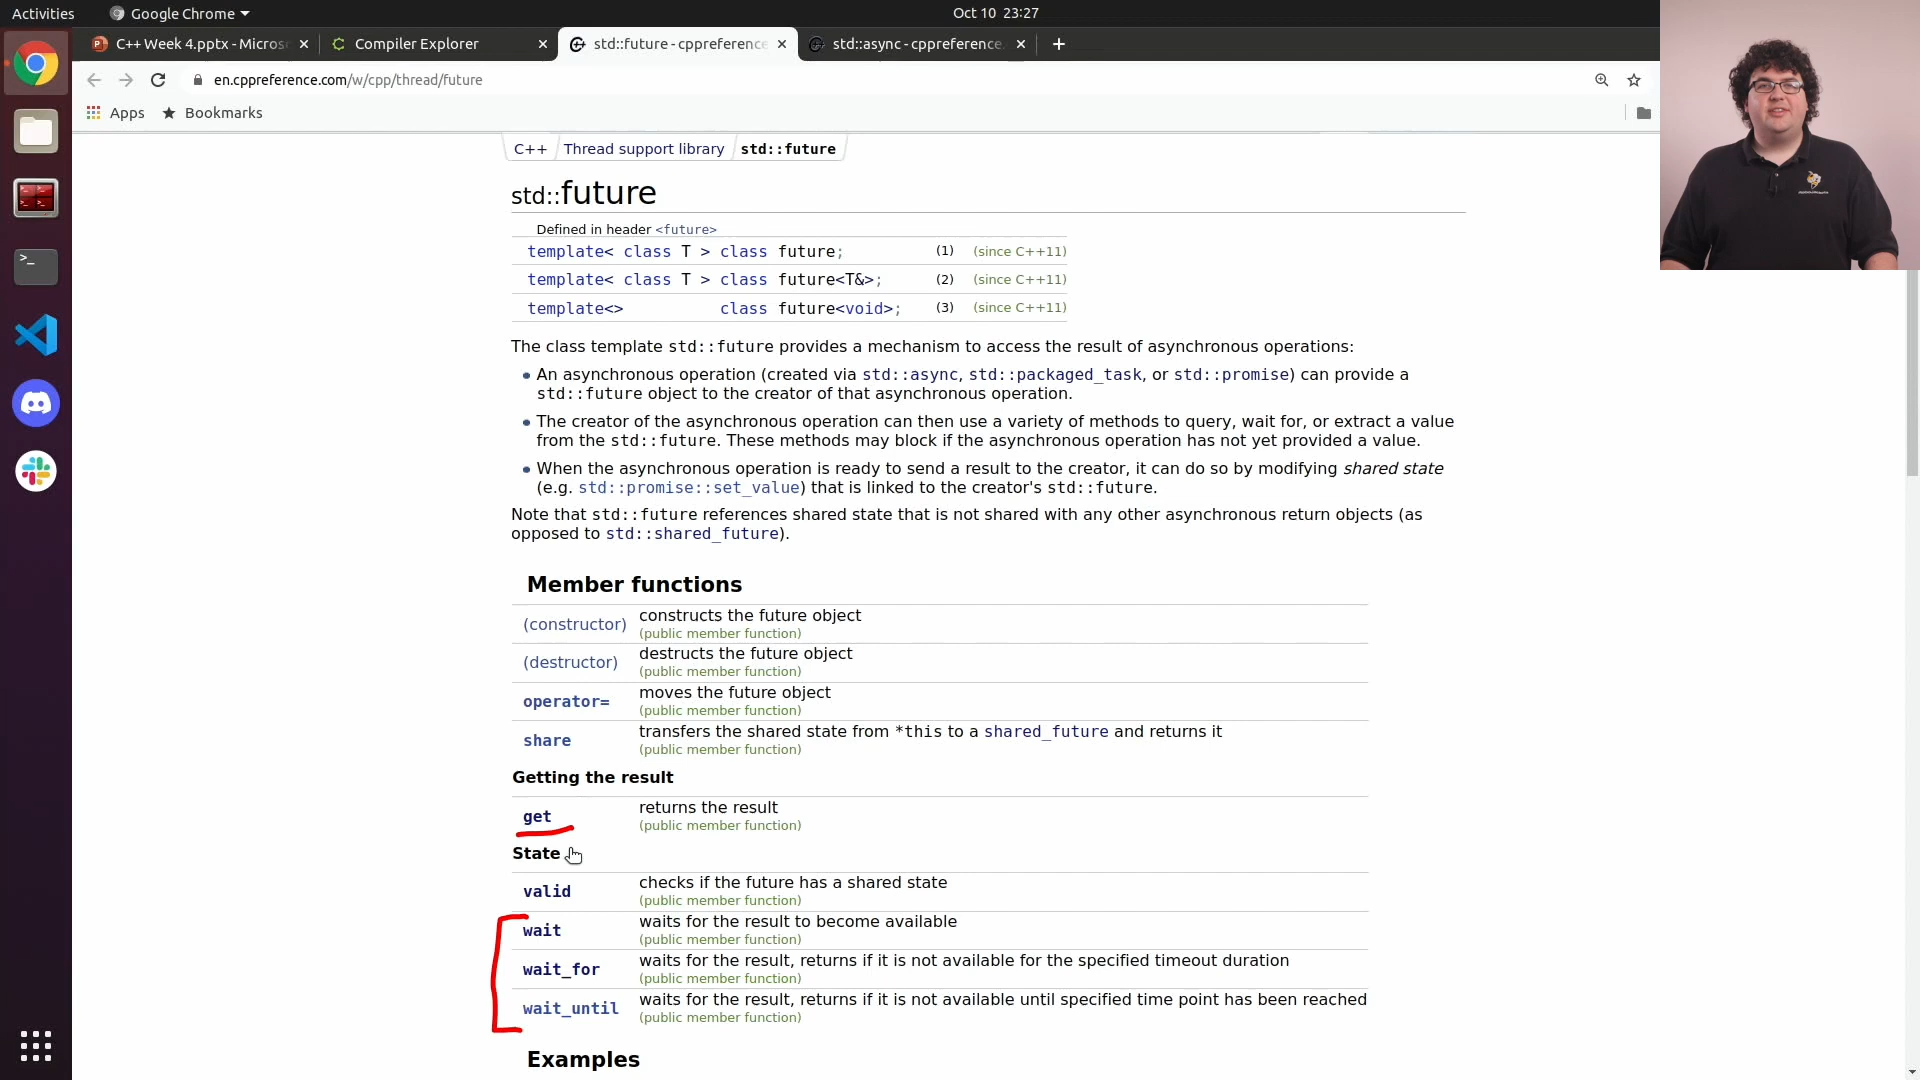 Activities
Google Chrome
Oct 10 23:27
C++ Week 4.pptx - Micros
Compiler Explorer
std::future - cppreference
std::async - cppreference
en.cppreference.com/w/cpp/thread/future
Apps
Bookmarks
C++
Thread support library
std::future
std::future
Defined in header <future>
template< class T > class future; (1) (since C++11)
template< class T > class future<T&>; (2) (since C++11)
template<> class future<void>; (3) (since C++11)
The class template std::future provides a mechanism to access the result of asynchronous operations:
An asynchronous operation (created via std::async, std::packaged_task, or std::promise) can provide a
std::future object to the creator of that asynchronous operation.
The creator of the asynchronous operation can then use a variety of methods to query, wait for, or extract a value
from the std::future. These methods may block if the asynchronous operation has not yet provided a value.
When the asynchronous operation is ready to send a result to the creator, it can do so by modifying shared state
(e.g. std::promise::set_value) that is linked to the creator's std::future.
Note that std::future references shared state that is not shared with any other asynchronous return objects (as
opposed to std::shared_future).
Member functions
(constructor) constructs the future object
(public member function)
(destructor) destructs the future object
(public member function)
operator= moves the future object
(public member function)
share transfers the shared state from *this to a shared_future and returns it
(public member function)
Getting the result
get returns the result
(public member function)
State
valid checks if the future has a shared state
(public member function)
wait waits for the result to become available
(public member function)
wait_for waits for the result, returns if it is not available for the specified timeout duration
(public member function)
wait_until waits for the result, returns if it is not available until specified time point has been reached
(public member function)
Examples